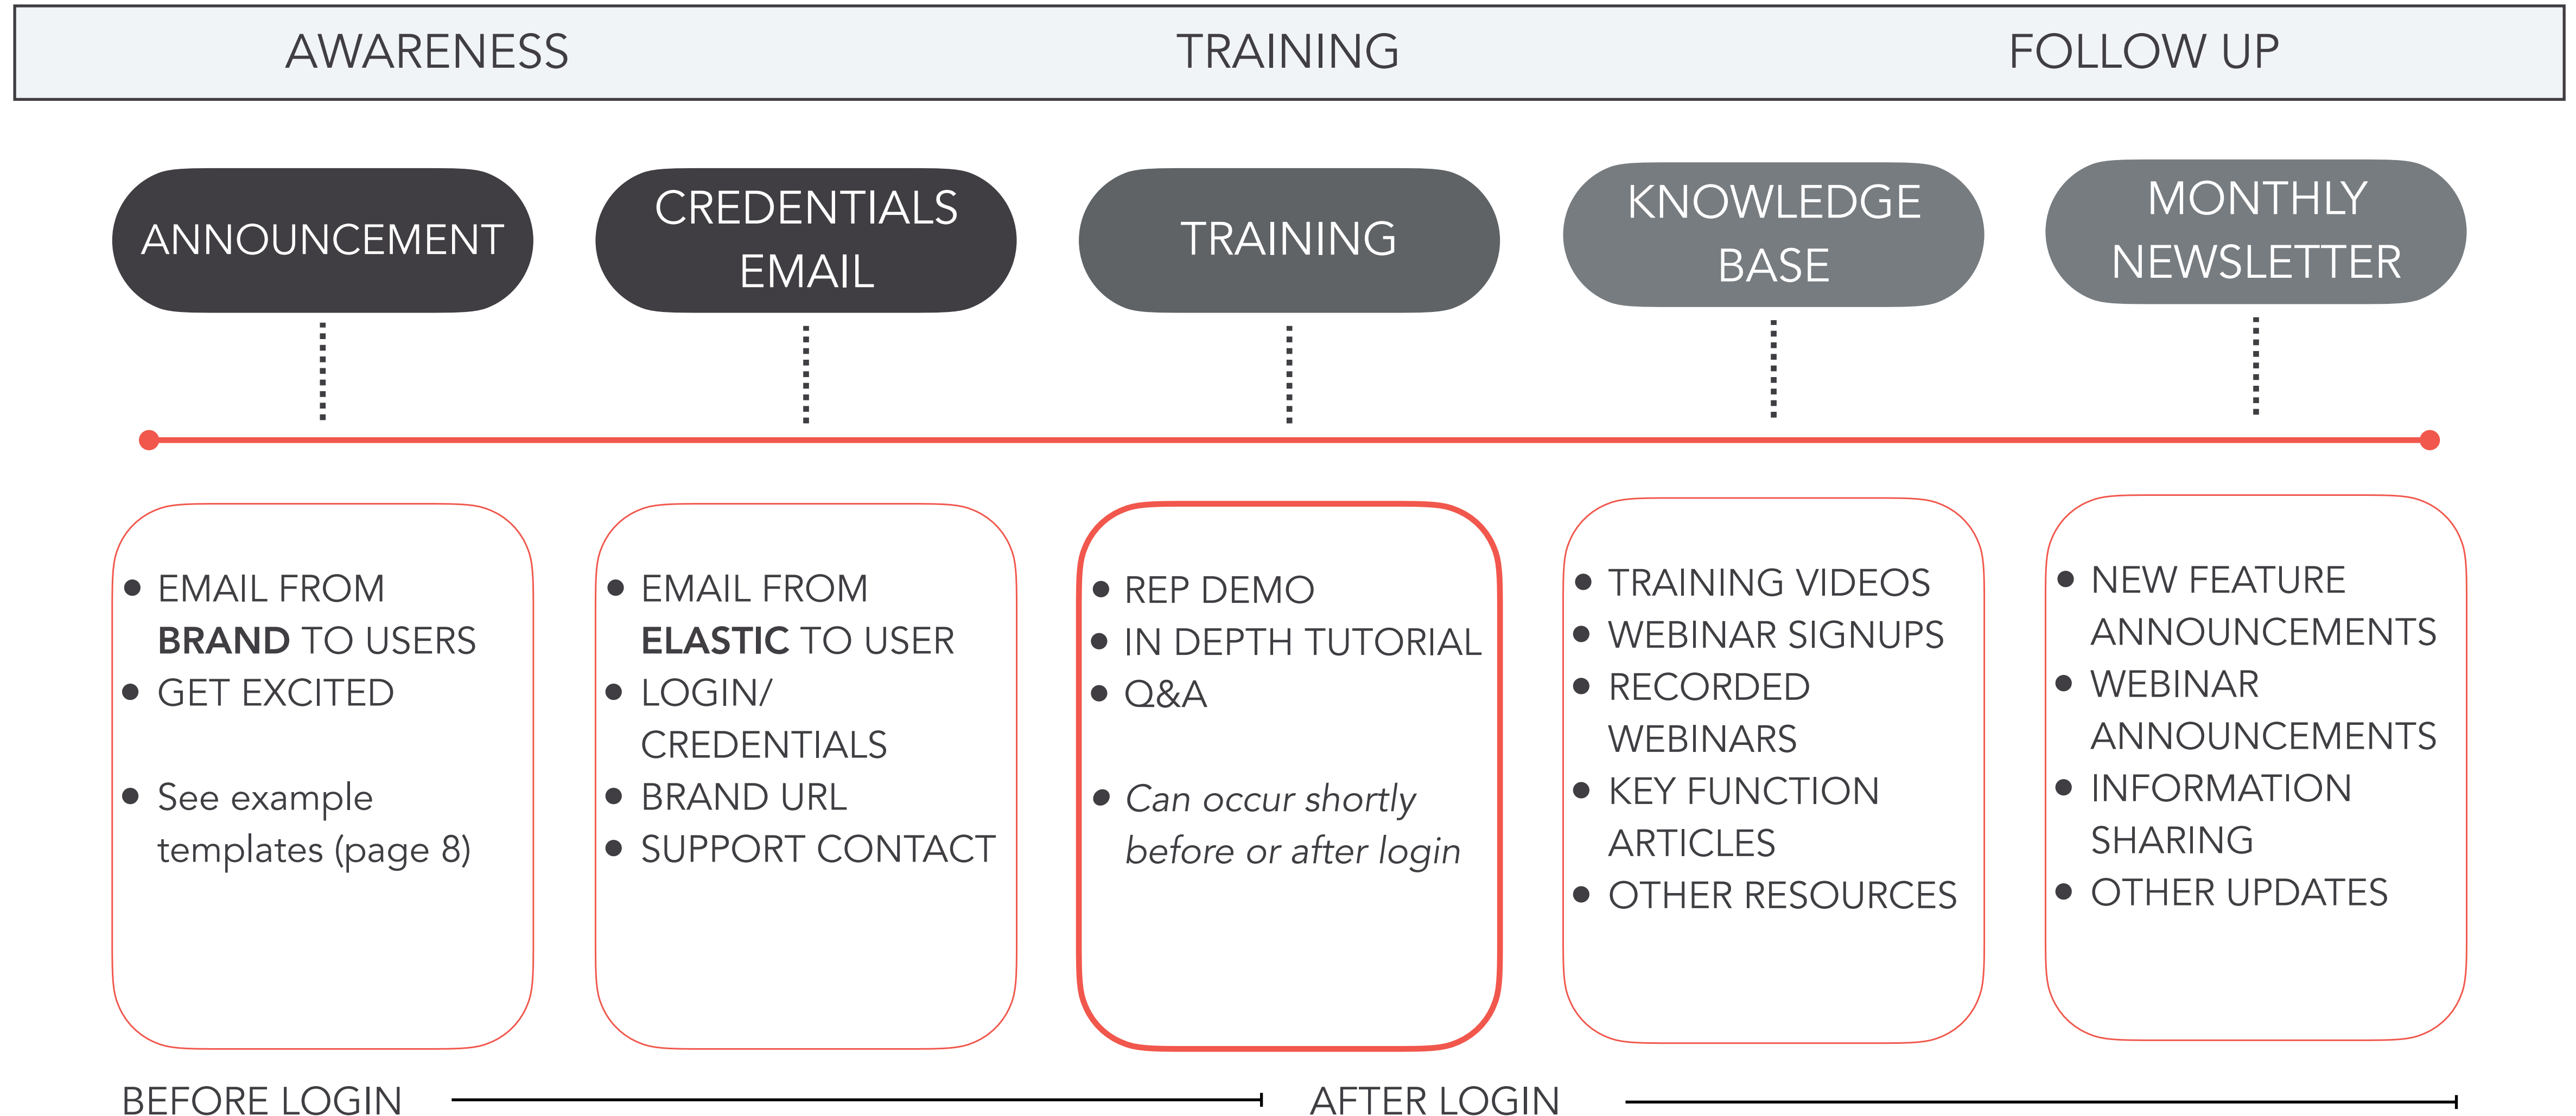 AWARENESS TRAINING FOLLOW UP
ANNOUNCEMENT
CREDENTIALS
EMAIL
TRAINING
KNOWLEDGE
BASE
MONTHLY
NEWSLETTER
• EMAIL FROM
BRAND TO USERS
• GET EXCITED
• See example
templates (page 8)
• EMAIL FROM
ELASTIC TO USER
• LOGIN/
CREDENTIALS
• BRAND URL
• SUPPORT CONTACT
• REP DEMO
• IN DEPTH TUTORIAL
• Q&A
• Can occur shortly
before or after login
• TRAINING VIDEOS
• WEBINAR SIGNUPS
• RECORDED
WEBINARS
• KEY FUNCTION
ARTICLES
• OTHER RESOURCES
• NEW FEATURE
ANNOUNCEMENTS
• WEBINAR
ANNOUNCEMENTS
• INFORMATION
SHARING
• OTHER UPDATES
BEFORE LOGIN AFTER LOGIN